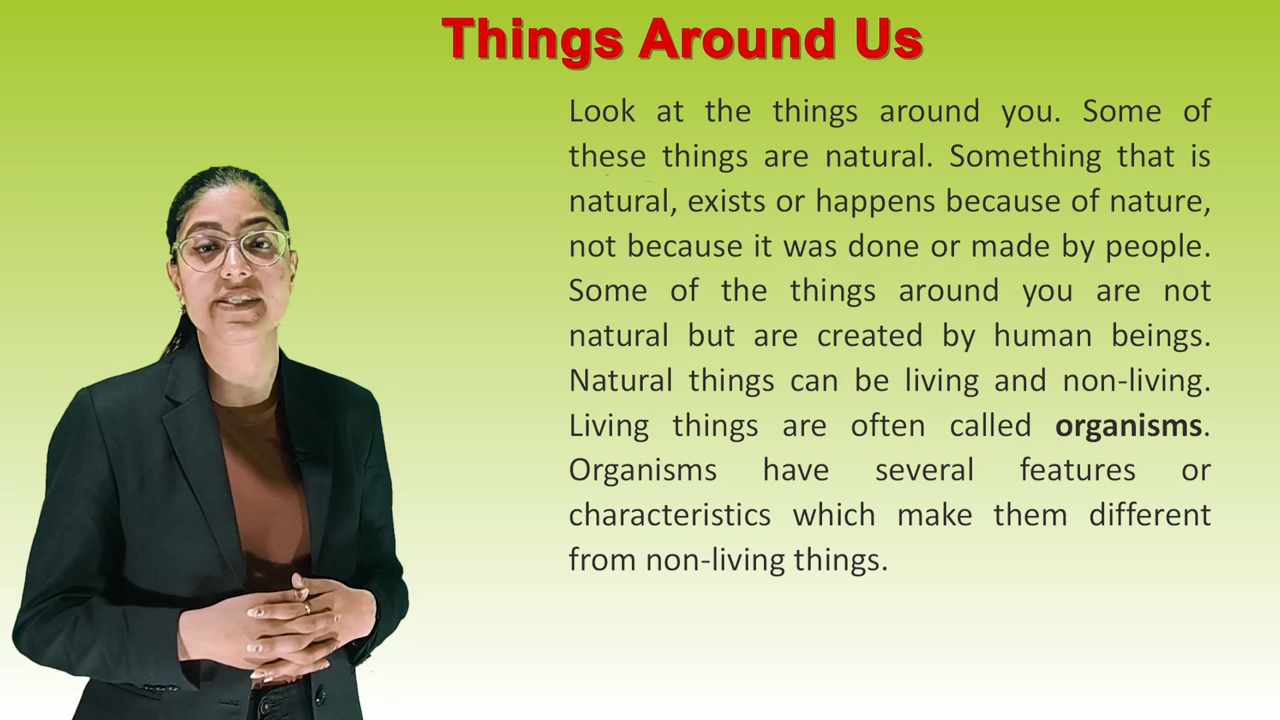 Things Around Us
Look at the things around you. Some of
these things are natural. Something that is
natural, exists or happens because of nature,
not because it was done or made by people.
Some of the things around you are not
natural but are created by human beings.
Natural things can be living and non-living.
Living things are often called organisms.
Organisms have several features or
characteristics which make them different
from non-living things.